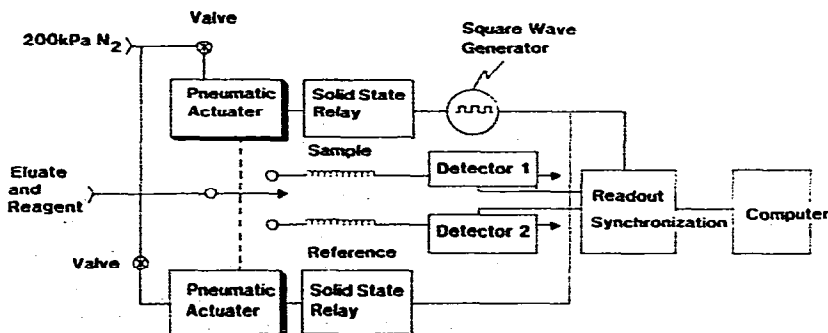 Valve
200kPa N2
Square Wave
Generator
Pneumatic
Actuater
Solid State
Relay
Sample
Detector 1
Eluate
and
Reagent
Readout
Synchronization
Computer
Detector 2
Reference
Valve
Pneumatic
Actuater
Solid State
Relay